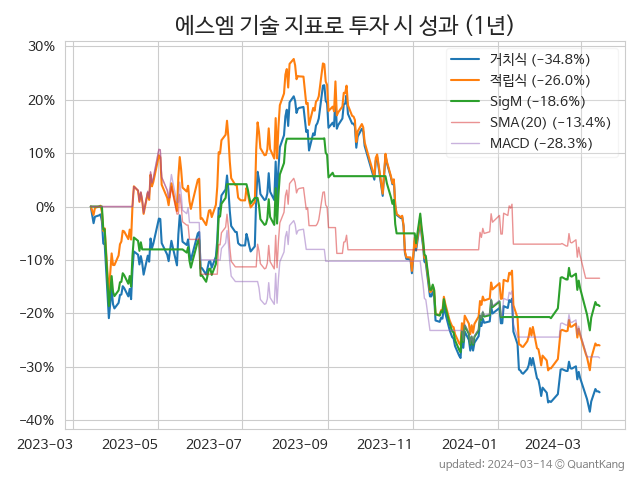 에스엠 기술 지표로 투자 시 성과 (1년)
30%
20%
10%
0%
−10%
−20%
−30%
−40%
거치식 (−34.8%)
적립식 (−26.0%)
SigM (−18.6%)
SMA(20) (−13.4%)
MACD (−28.3%)
2023−03
2023−05
2023−07
2023−09
2023−11
2024−01
2024−03
updated: 2024−03−14 ⓒ QuantKang